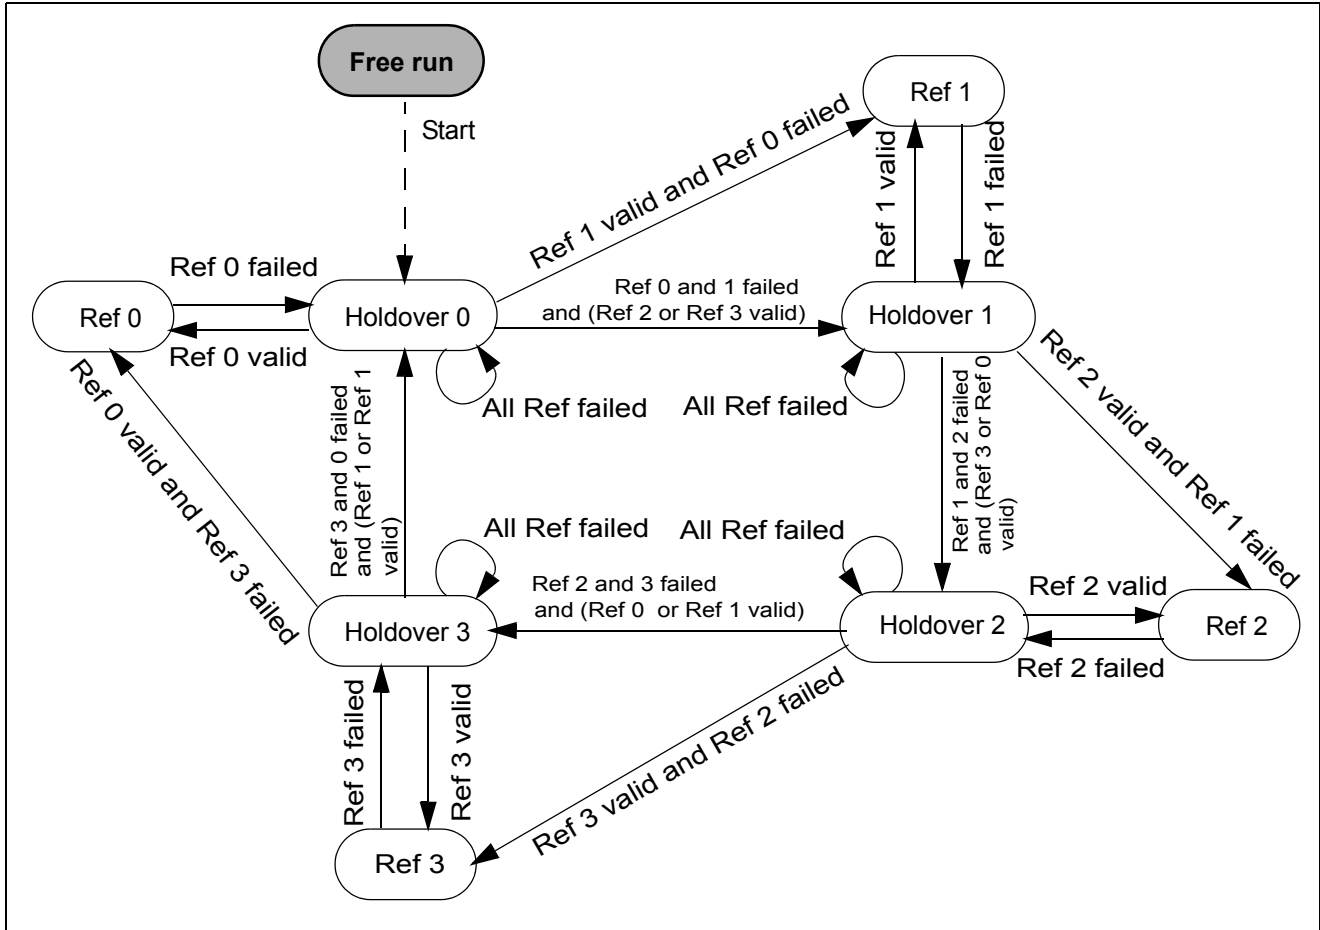 Free run
Start
Ref 1
Ref 1 valid and Ref 0 failed
Ref 1 valid
Ref 1 failed
Ref 0 failed
Ref 0
Ref 0 valid
Holdover 0
Ref 0 and 1 failed
and (Ref 2 or Ref 3 valid)
Holdover 1
All Ref failed
All Ref failed
Ref 2 valid and Ref 1 failed
Ref 0 valid and Ref 3 failed
Ref 3 and 0 failed
and (Ref 1 or Ref 1
valid)
Ref 1 and 2 failed
and (Ref 3 or Ref 0
valid)
All Ref failed
All Ref failed
Ref 2 and 3 failed
and (Ref 0 or Ref 1 valid)
Holdover 3
Holdover 2
Ref 2 valid
Ref 2 failed
Ref 2
Ref 3 failed
Ref 3 valid
Ref 3 valid and Ref 2 failed
Ref 3